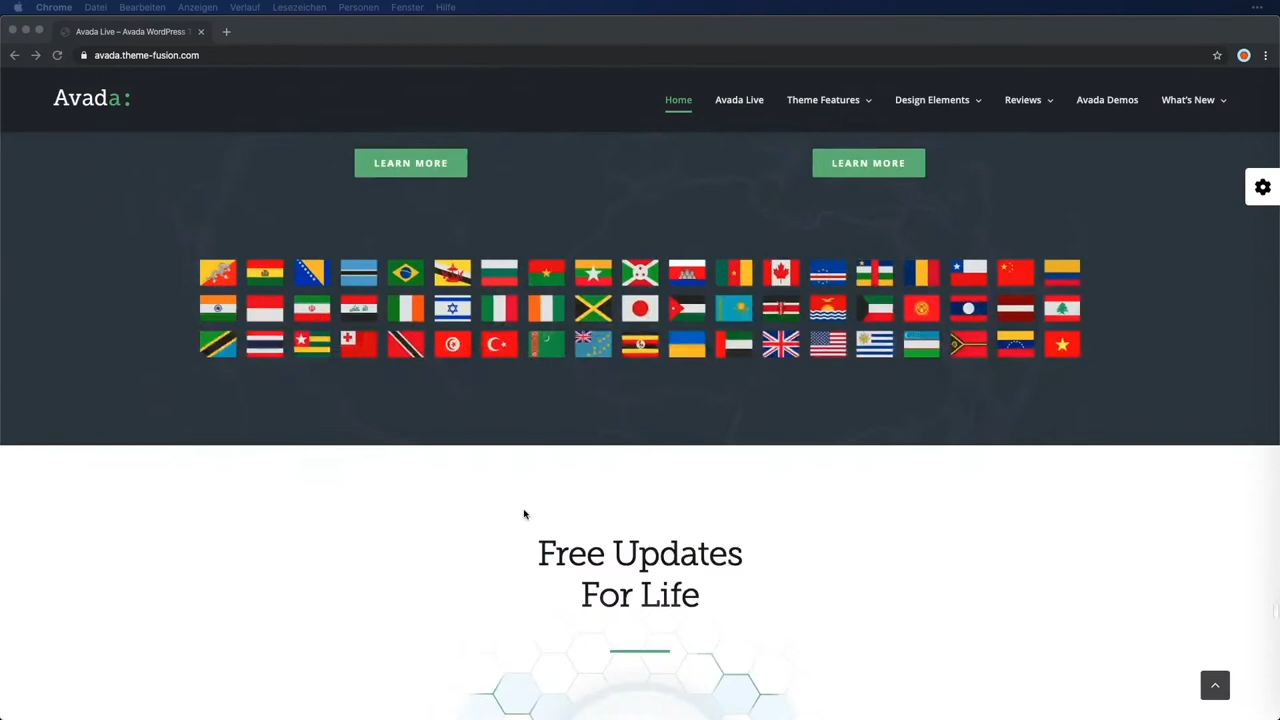 Chrome Datei Bearbeiten Anzeigen Verlauf Lesezeichen Personen Fenster Hilfe
Avada Live – Avada WordPress T
avada.theme-fusion.com
Avada:
Home Avada Live Theme Features Design Elements Reviews Avada Demos What's New
LEARN MORE LEARN MORE
Free Updates
For Life